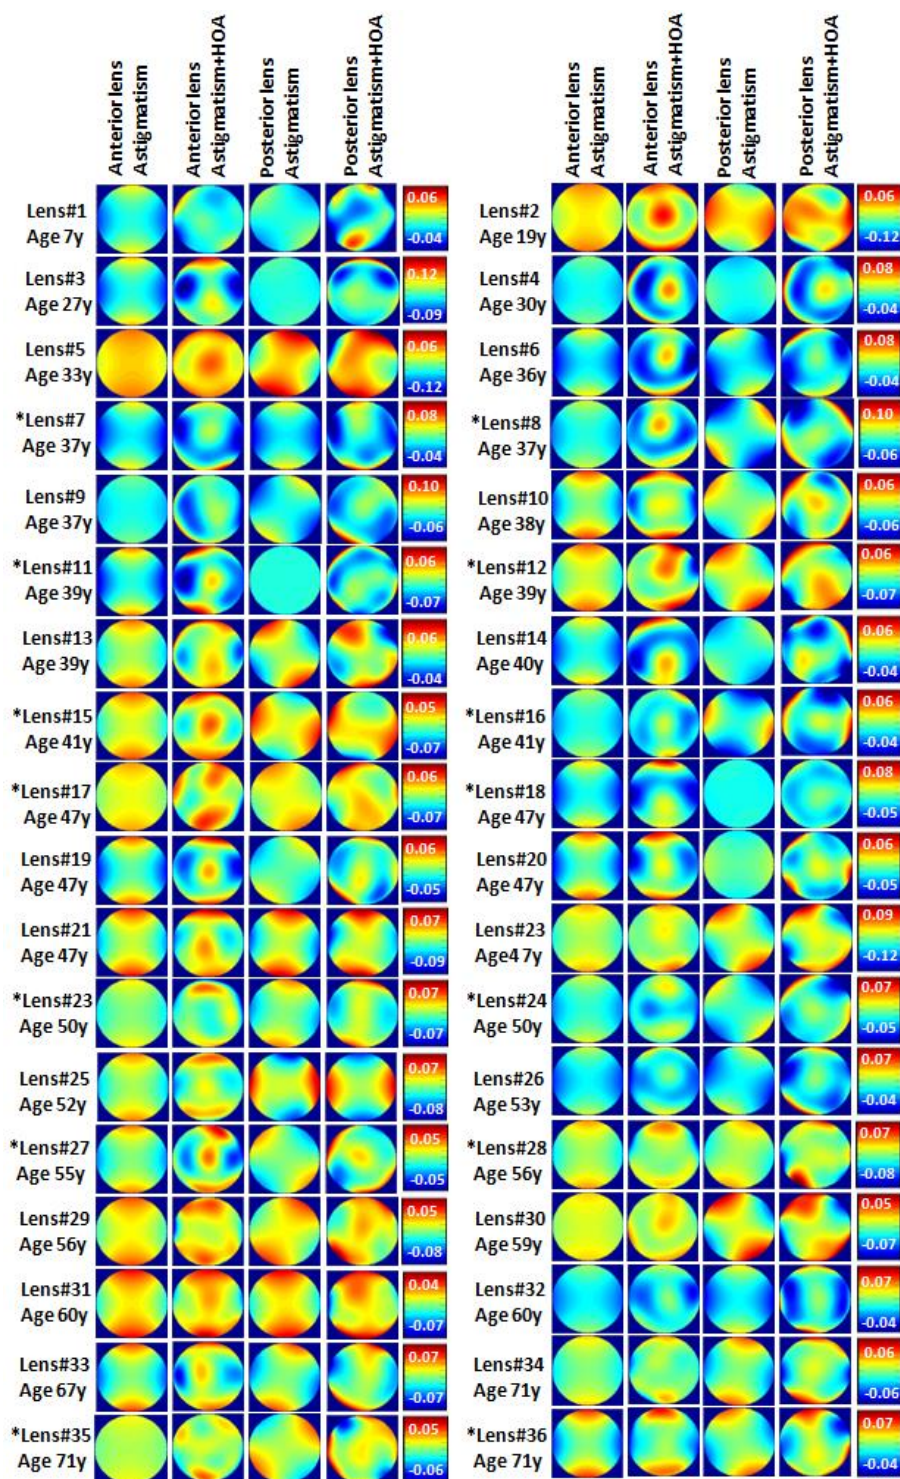 Anterior lens
Astigmatism
Anterior lens
Astigmatism+HOA
Posterior lens
Astigmatism
Posterior lens
Astigmatism+HOA
Anterior lens
Astigmatism
Anterior lens
Astigmatism+HOA
Posterior lens
Astigmatism
Posterior lens
Astigmatism+HOA
Lens#1
Age 7y
0.06
-0.04
Lens#2
Age 19y
0.06
-0.12
Lens#3
Age 27y
0.12
-0.09
Lens#4
Age 30y
0.08
-0.04
Lens#5
Age 33y
0.06
-0.12
Lens#6
Age 36y
0.08
-0.04
*Lens#7
Age 37y
0.08
-0.04
*Lens#8
Age 37y
0.10
-0.06
Lens#9
Age 37y
0.10
-0.06
Lens#10
Age 38y
0.06
-0.06
*Lens#11
Age 39y
0.06
-0.07
*Lens#12
Age 39y
0.06
-0.07
Lens#13
Age 39y
0.06
-0.04
Lens#14
Age 40y
0.06
-0.04
*Lens#15
Age 41y
0.05
-0.07
*Lens#16
Age 41y
0.06
-0.04
*Lens#17
Age 47y
0.06
-0.07
*Lens#18
Age 47y
0.08
-0.05
Lens#19
Age 47y
0.06
-0.05
Lens#20
Age 47y
0.06
-0.05
Lens#21
Age 47y
0.07
-0.09
Lens#23
Age4 7y
0.09
-0.12
*Lens#23
Age 50y
0.07
-0.07
*Lens#24
Age 50y
0.07
-0.05
Lens#25
Age 52y
0.07
-0.08
Lens#26
Age 53y
0.07
-0.04
*Lens#27
Age 55y
0.05
-0.05
*Lens#28
Age 56y
0.07
-0.08
Lens#29
Age 56y
0.05
-0.08
Lens#30
Age 59y
0.05
-0.07
Lens#31
Age 60y
0.04
-0.07
Lens#32
Age 60y
0.07
-0.04
Lens#33
Age 67y
0.07
-0.07
Lens#34
Age 71y
0.06
-0.06
*Lens#35
Age 71y
0.05
-0.06
*Lens#36
Age 71y
0.07
-0.04